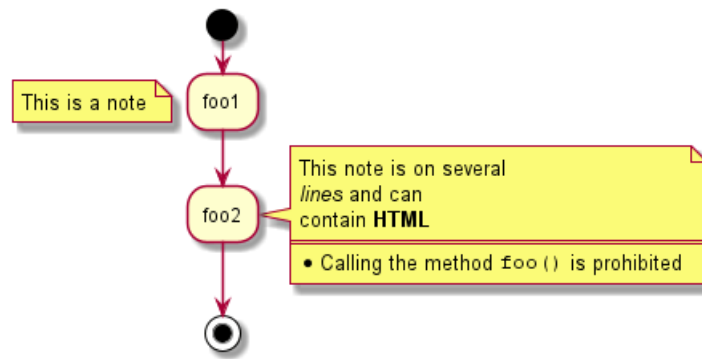 This is a note
foo1
foo2
This note is on several
lines and can
contain HTML
• Calling the method foo() is prohibited